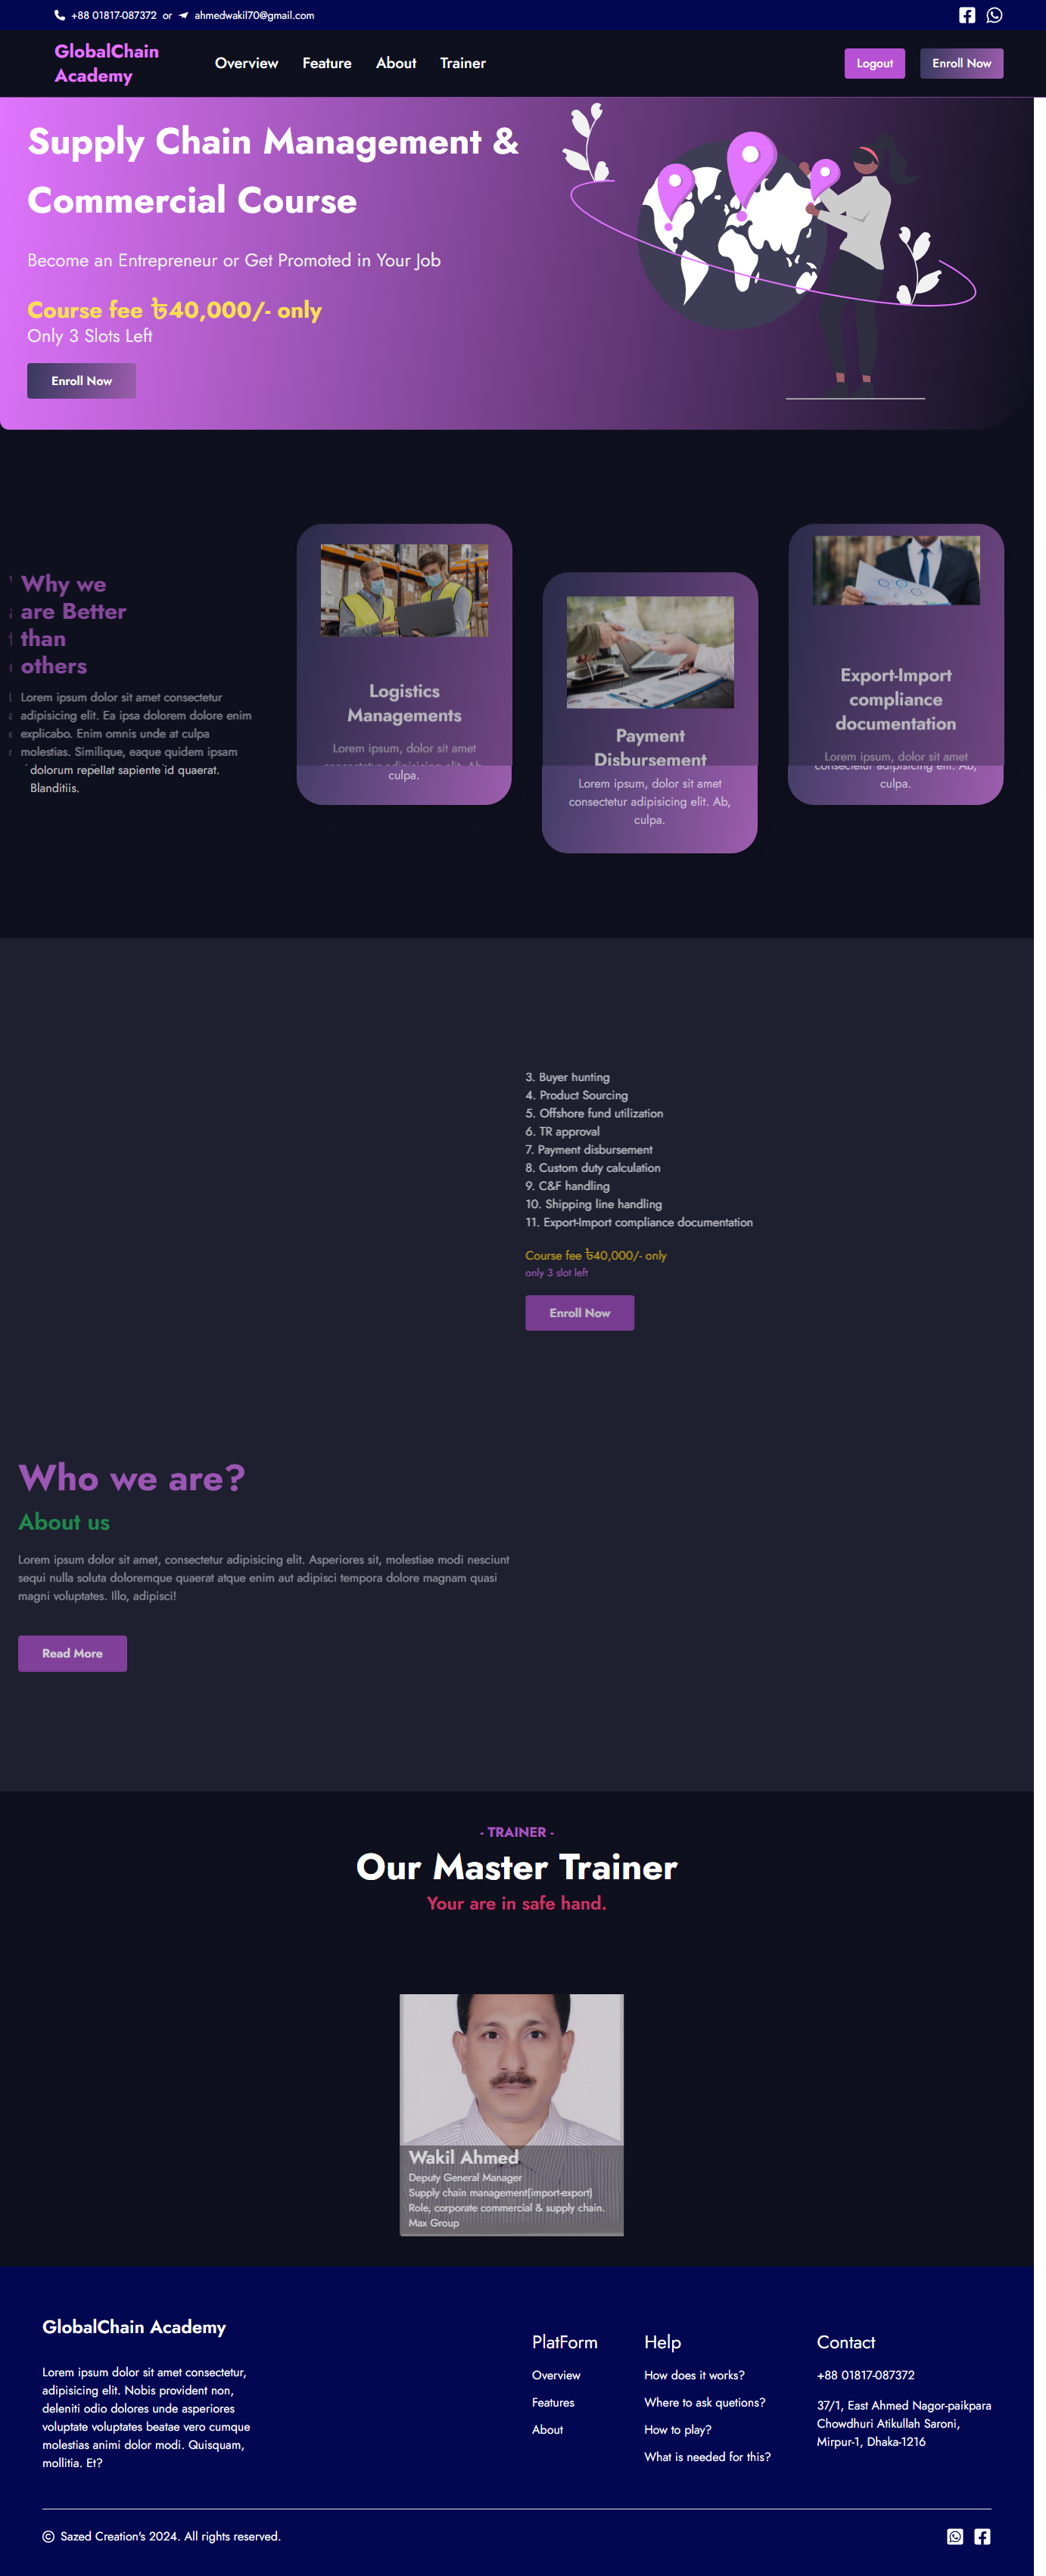 +88 01817-087372 or ahmedwakil70@gmail.com
GlobalChain
Academy
Overview Feature About Trainer
Logout Enroll Now
Supply Chain Management &
Commercial Course
Become an Entrepreneur or Get Promoted in Your Job
Course fee ৳40,000/- only
Only 3 Slots Left
Enroll Now
Why we
are Better
than
others
Lorem ipsum dolor sit amet consectetur
adipisicing elit. Ea ipsa dolorem dolore enim
explicabo. Enim omnis unde at culpa
molestias. Similique, eaque quidem ipsam
dolorum repellat sapiente id quaerat.
Blanditiis.
Logistics
Managements
Lorem ipsum, dolor sit amet
consectetur adipisicing elit. Ab,
culpa.
Payment
Disbursement
Lorem ipsum, dolor sit amet
consectetur adipisicing elit. Ab,
culpa.
Export-Import
compliance
documentation
Lorem ipsum, dolor sit amet
consectetur adipisicing elit. Ab,
culpa.
3. Buyer hunting
4. Product Sourcing
5. Offshore fund utilization
6. TR approval
7. Payment disbursement
8. Custom duty calculation
9. C&F handling
10. Shipping line handling
11. Export-Import compliance documentation
Course fee ৳40,000/- only
only 3 slot left
Enroll Now
Who we are?
About us
Lorem ipsum dolor sit amet, consectetur adipisicing elit. Asperiores sit, molestiae modi nesciunt
sequi nulla soluta doloremque quaerat atque enim aut adipisci tempora dolore magnam quasi
magni voluptates. Illo, adipisci!
Read More
- TRAINER -
Our Master Trainer
Your are in safe hand.
Wakil Ahmed
Deputy General Manager
Supply chain management(import-export)
Role, corporate commercial & supply chain.
Max Group
GlobalChain Academy
Lorem ipsum dolor sit amet consectetur,
adipisicing elit. Nobis provident non,
deleniti odio dolores unde asperiores
voluptate voluptates beatae vero cumque
molestias animi dolor modi. Quisquam,
mollitia. Et?
PlatForm
Overview
Features
About
Help
How does it works?
Where to ask quetions?
How to play?
What is needed for this?
Contact
+88 01817-087372
37/1, East Ahmed Nagor-paikpara
Chowdhuri Atikullah Saroni,
Mirpur-1, Dhaka-1216
© Sazed Creation's 2024. All rights reserved.